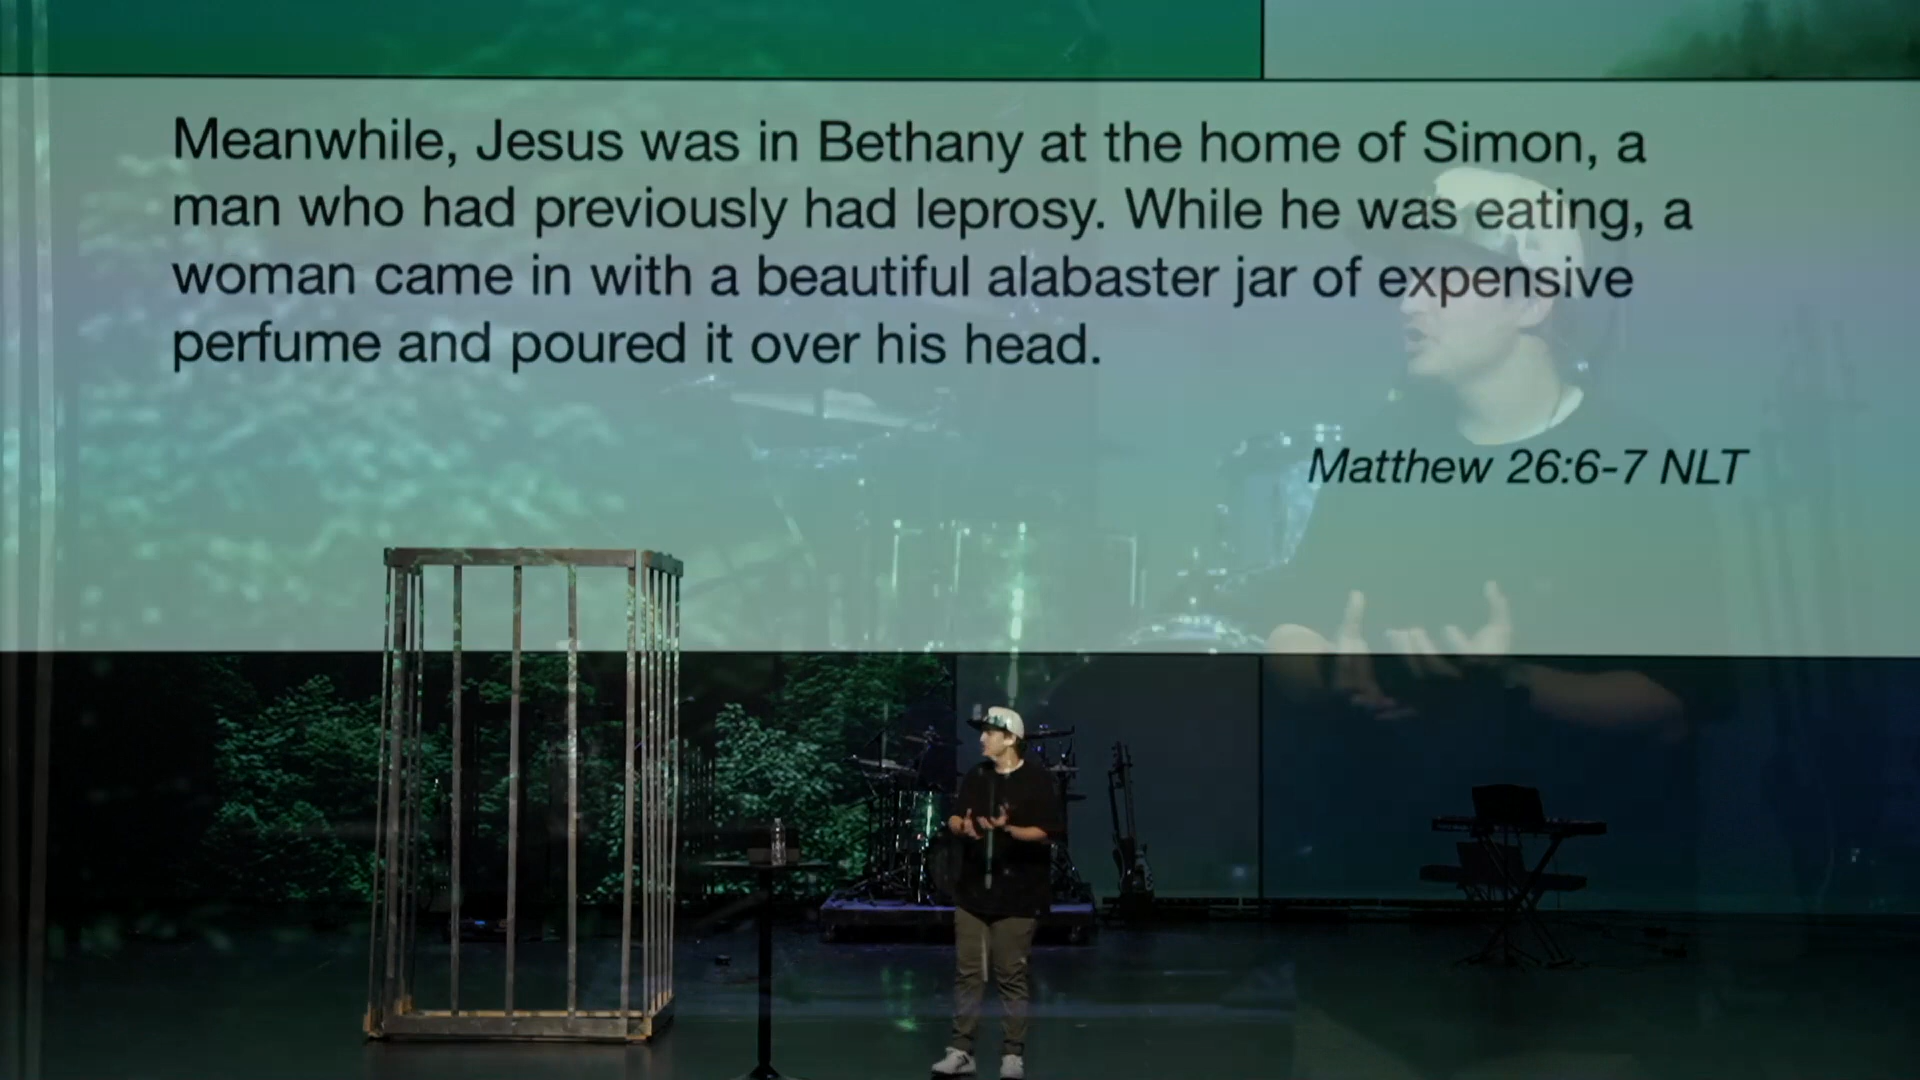 Meanwhile, Jesus was in Bethany at the home of Simon, a
man who had previously had leprosy. While he was eating, a
woman came in with a beautiful alabaster jar of expensive
perfume and poured it over his head.
Matthew 26:6-7 NLT